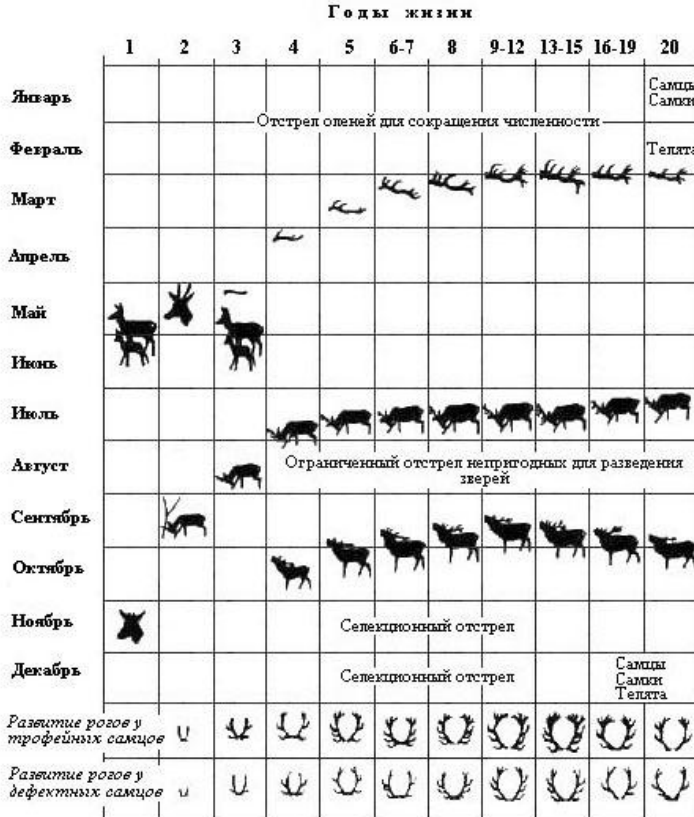 Годы жизни
1 2 3 4 5 6-7 8 9-12 13-15 16-19 20
Январь
Самцы
Самки
Отстрел оленей для сокращения численности
Февраль
Телята
Март
Апрель
Май
Июнь
Июль
Август
Ограниченный отстрел непригодных для разведения
зверей
Сентябрь
Октябрь
Ноябрь
Селекционный отстрел
Декабрь
Селекционный отстрел
Самцы
Самки
Телята
Развитие рогов у
трофейных самцов
Развитие рогов у
дефектных самцов